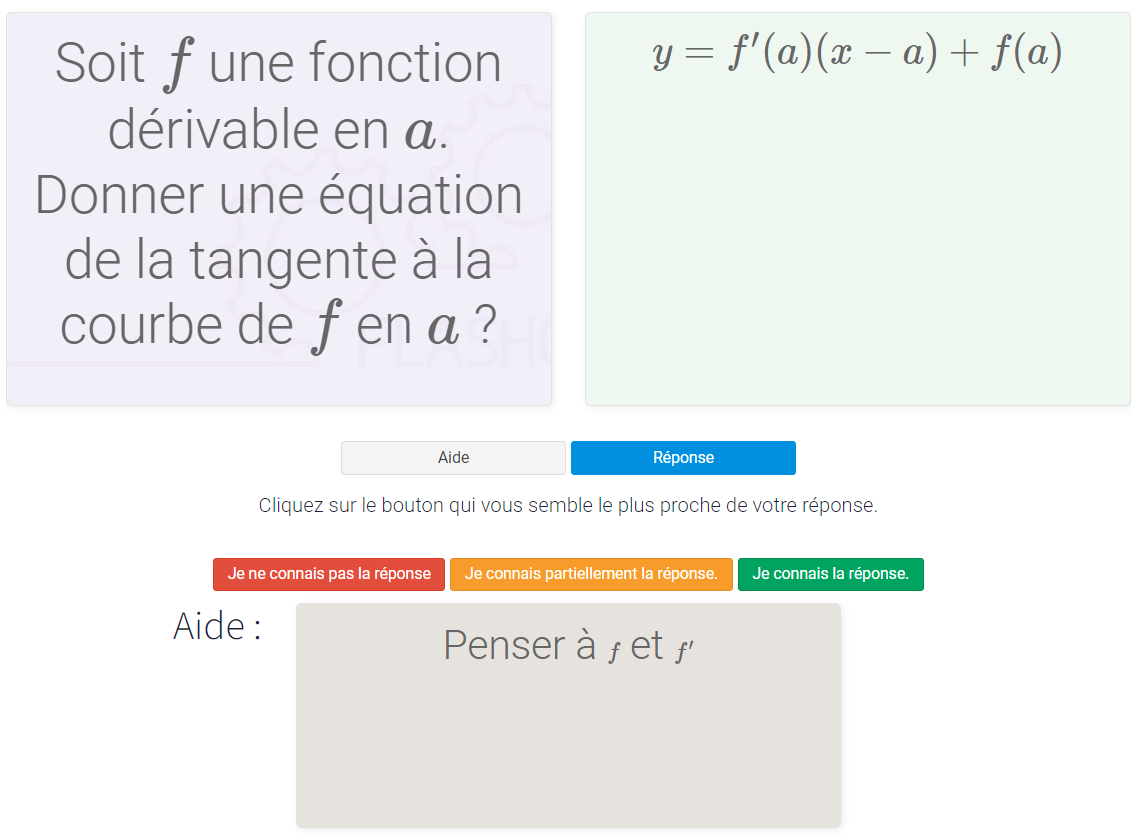 Soit f une fonction
dérivable en a.
Donner une équation
de la tangente à la
courbe de f en a ?
y = f′(a)(x − a) + f(a)
Aide
Réponse
Cliquez sur le bouton qui vous semble le plus proche de votre réponse.
Je ne connais pas la réponse
Je connais partiellement la réponse.
Je connais la réponse.
Aide :
Penser à f et f′